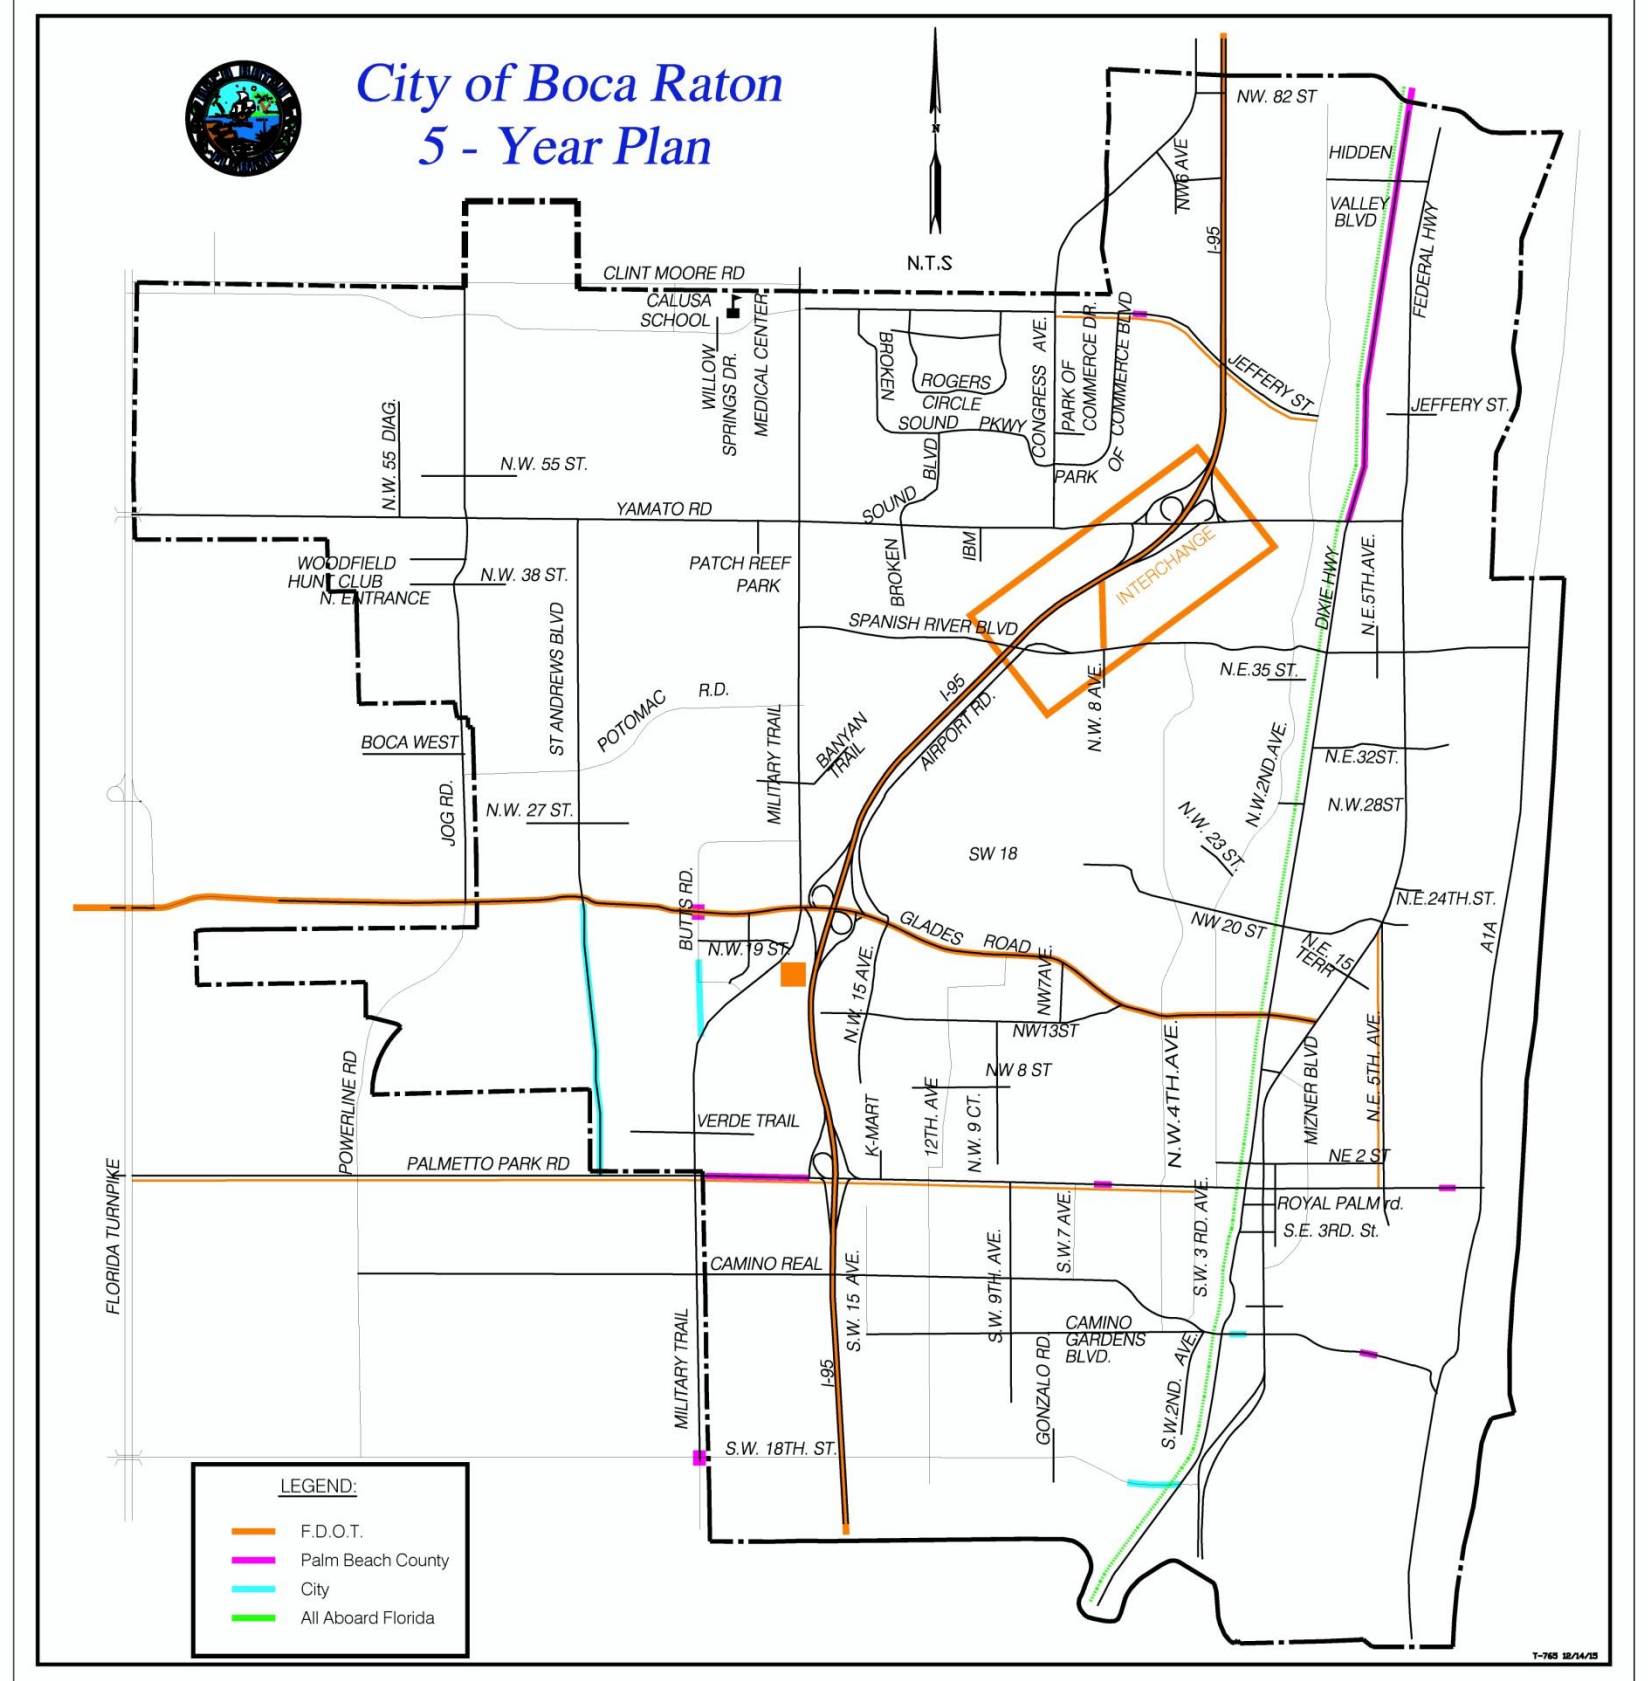 City of Boca Raton
5 - Year Plan
N
N.T.S
NW. 82 ST
HIDDEN
VALLEY
BLVD
NW6 AVE
I-95
FEDERAL HWY
CLINT MOORE RD
CALUSA
SCHOOL
WILLOW
SPRINGS DR.
MEDICAL CENTER
BROKEN
ROGERS
CIRCLE
SOUND PKWY
CONGRESS AVE.
PARK OF
COMMERCE DR.
COMMERCE BLVD
OF
PARK
JEFFERY ST.
JEFFERY ST.
N.W. 55 DIAG.
N.W. 55 ST.
BLVD
SOUND
BROKEN
YAMATO RD
IBM
INTERCHANGE
WOODFIELD
HUNT CLUB
N. ENTRANCE
N.W. 38 ST.
PATCH REEF
PARK
DIXIE HWY
N.E.5TH.AVE.
ST ANDREWS BLVD
SPANISH RIVER BLVD
N.E.35 ST.
POTOMAC
R.D.
I-95
AIRPORT RD.
N.W. 8 AVE.
BOCA WEST
MILITARY TRAIL
BANYAN
TRAIL
N.W.2ND.AVE.
N.E.32ST.
JOG RD.
N.W. 27 ST.
N.W.28ST
N.W. 23 ST.
SW 18
BUTTS RD.
N.E.24TH.ST.
GLADES ROAD
NW 20 ST
A1A
N.W.19 ST.
N.W. 15 AVE.
NW7AVE.
N.E. 15
TERR
NW13ST
N.W.4TH.AVE.
MIZNER BLVD
N.E. 5TH. AVE.
POWERLINE RD
NW 8 ST
K-MART
12TH. AVE
N.W. 9 CT.
VERDE TRAIL
PALMETTO PARK RD
NE 2 ST
FLORIDA TURNPIKE
ROYAL PALM rd.
S.E. 3RD. St.
S.W.7 AVE.
S.W. 3 RD. AVE.
CAMINO REAL
S.W. 15 AVE.
S.W. 9TH. AVE.
CAMINO
GARDENS
BLVD.
MILITARY TRAIL
I-95
GONZALO RD.
S.W.2ND. AVE.
S.W. 18TH. ST.
LEGEND:
F.D.O.T.
Palm Beach County
City
All Aboard Florida
T-765 12/14/15